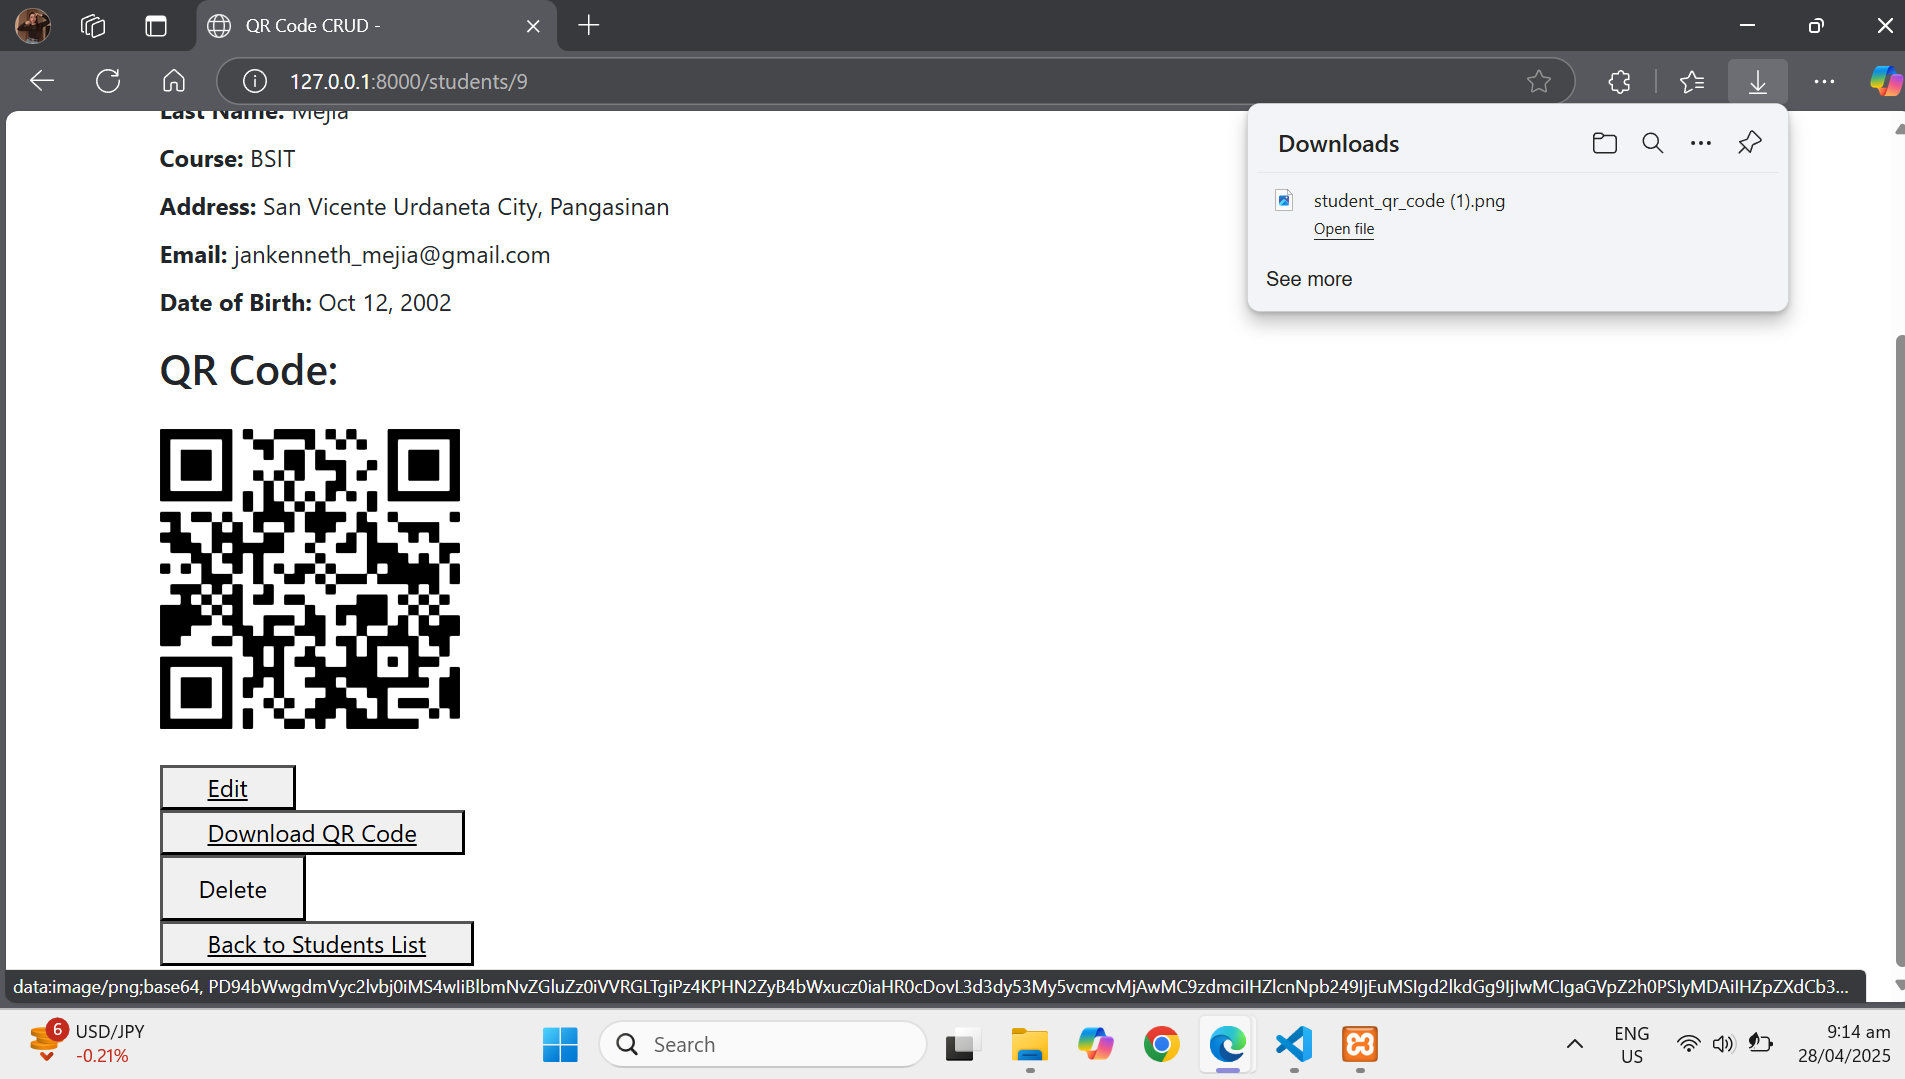 QR Code CRUD -
127.0.0.1:8000/students/9
Last Name: Mejia
Course: BSIT
Address: San Vicente Urdaneta City, Pangasinan
Email: jankenneth_mejia@gmail.com
Date of Birth: Oct 12, 2002
QR Code:
Edit
Download QR Code
Delete
Back to Students List
Downloads
student_qr_code (1).png
Open file
See more
data:image/png;base64, PD94bWwgdmVyc2lvbj0iMS4wIiBlbmNvZGluZz0iVVRGLTgiPz4KPHN2ZyB4bWxucz0iaHR0cDovL3d3dy53My5vcmcvMjAwMC9zdmciIHZlcnNpb249IjEuMSIgd2lkdGg9IjIwMCIgaGVpZ2h0PSIyMDAiIHZpZXdCb3...
6
USD/JPY
-0.21%
Search
ENG
US
9:14 am
28/04/2025